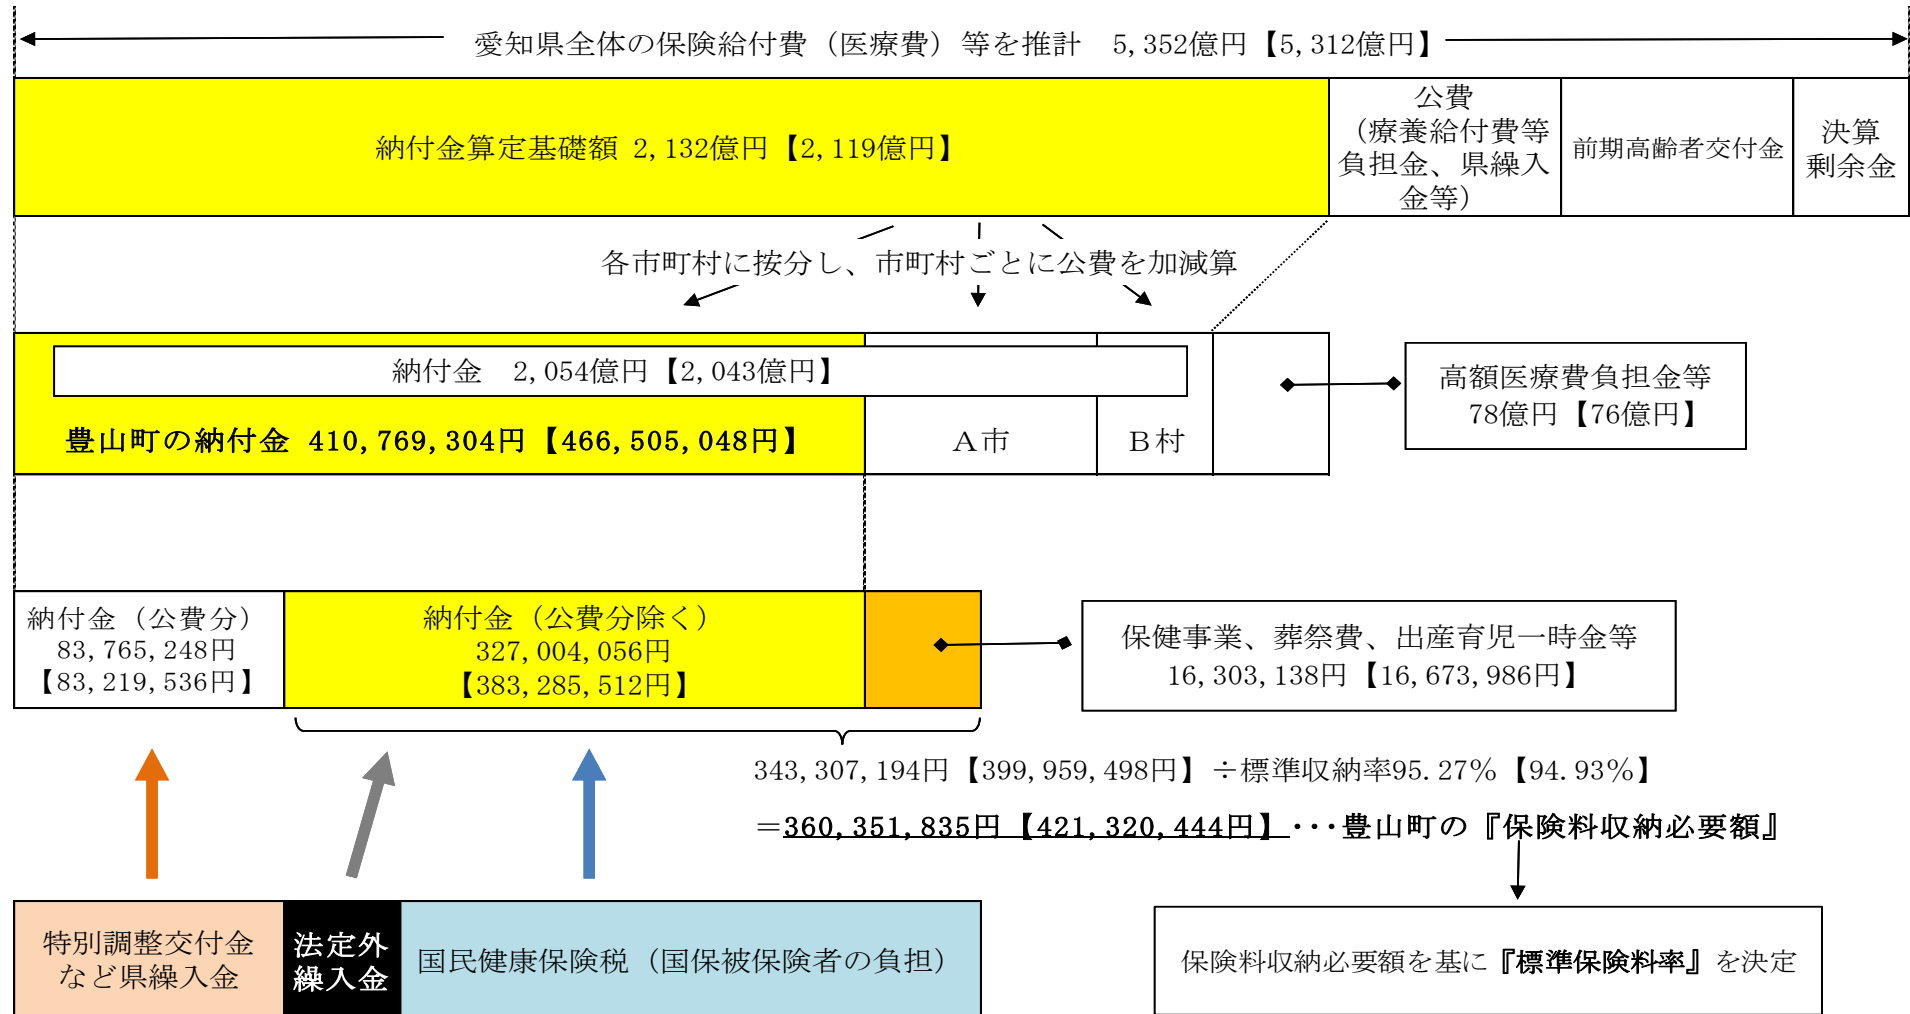 愛知県全体の保険給付費（医療費）等を推計　5,352億円【5,312億円】
納付金算定基礎額 2,132億円【2,119億円】
公費
（療養給付費等
負担金、県繰入
金等）
前期高齢者交付金
決算
剰余金
各市町村に按分し、市町村ごとに公費を加減算
納付金　2,054億円【2,043億円】
豊山町の納付金 410,769,304円【466,505,048円】
A市
B村
高額医療費負担金等
78億円【76億円】
納付金（公費分）
83,765,248円
【83,219,536円】
納付金（公費分除く）
327,004,056円
【383,285,512円】
保健事業、葬祭費、出産育児一時金等
16,303,138円【16,673,986円】
343,307,194円【399,959,498円】÷標準収納率95.27％【94.93％】
＝360,351,835円【421,320,444円】・・・豊山町の『保険料収納必要額』
特別調整交付金
など県繰入金
法定外
繰入金
国民健康保険税（国保被保険者の負担）
保険料収納必要額を基に『標準保険料率』を決定